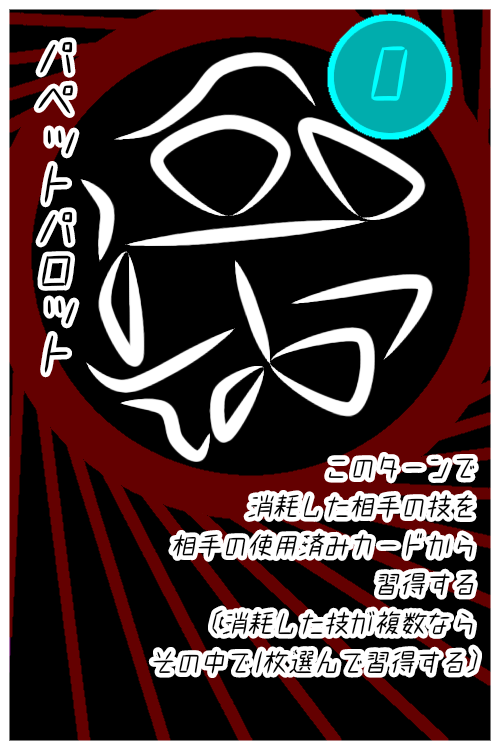 パペットパロット
0
このターンで
消耗した相手の技を
相手の使用済みカードから
習得する
(消耗した技が複数なら
その中で1枚選んで習得する)